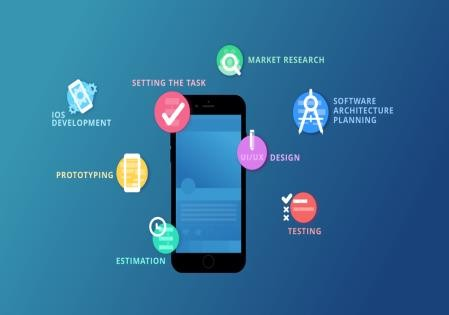 MARKET RESEARCH
SETTING THE TASK
SOFTWARE
ARCHITECTURE
PLANNING
IOS
DEVELOPMENT
UI/UX DESIGN
PROTOTYPING
TESTING
ESTIMATION